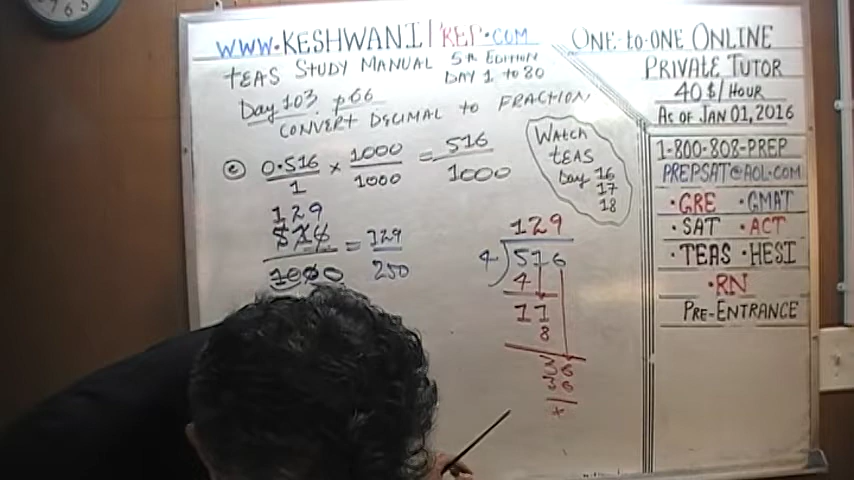 WWW.KESHWANI PREP.COM
TEAS STUDY MANUAL 5th EDITION
DAY 1 TO 80
Day 103 p66
CONVERT DECIMAL to FRACTION
c 0.516/1 × 1000/1000 = 516/1000
129
516/1000 = 129/250
Watch
tEAS
Day 16
17
18
129
4 576
4
11
8
36
36
ONE-to-ONE ONLINE
PRIVATE TUTOR
40$/HOUR
AS OF JAN 01, 2016
1-800-808-PREP
PREPSAT@AOL.COM
·GRE ·GMAT
·SAT ·ACT
·TEAS ·HESI
·RN
PRE-ENTRANCE